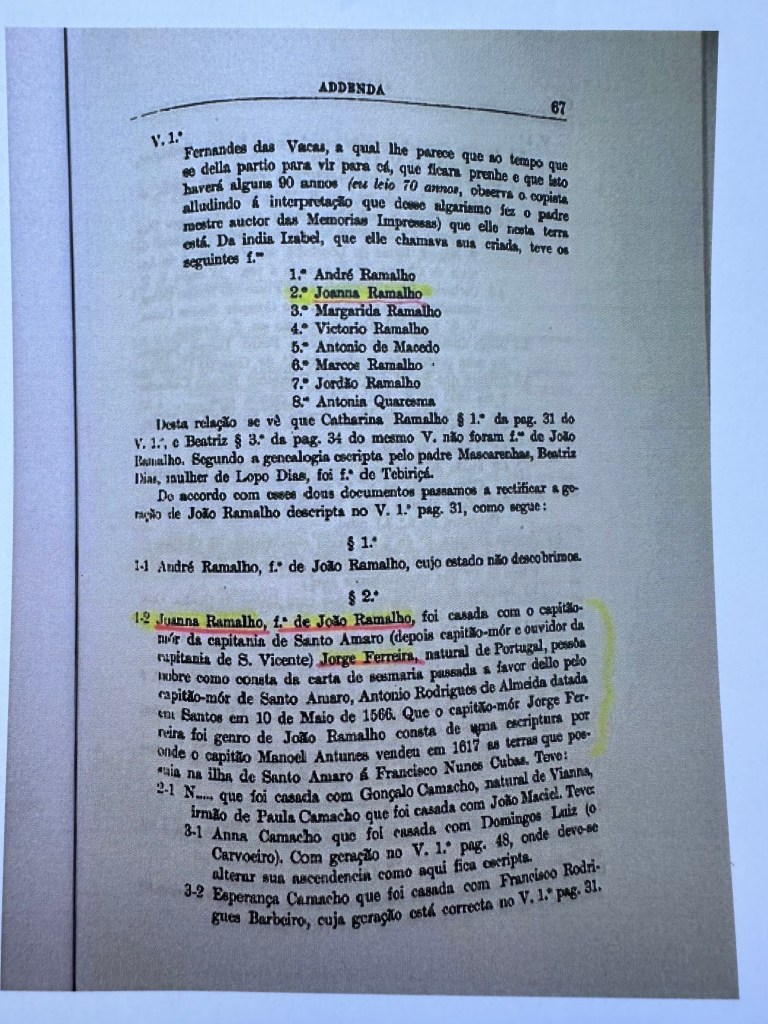 ADDENDA
67
V. 1.º
Fernandes das Vacas, a qual lhe parece que ao tempo que
se della partio para vir para cá, que ficara prenhe e que isto
haverá alguns 90 annos (eu leio 70 annos, observa o copista
alludindo á interpretação que desse algarismo fez o padre
mestre auctor das Memorias Impressas) que elle nesta terra
está. Da india Izabel, que elle chamava sua criada, teve os
seguintes f.ᵒˢ
1.º André Ramalho
2.º Joanna Ramalho
3.º Margarida Ramalho
4.º Victorio Ramalho
5.º Antonio de Macedo
6.º Marcos Ramalho
7.º Jordão Ramalho
8.º Antonia Quaresma
Desta relação se vê que Catharina Ramalho § 1.º da pag. 31 do
V. 1.º, e Beatriz § 3.º da pag. 34 do mesmo V. não foram f.ᵃˢ de João
Ramalho. Segundo a genealogia escripta pelo padre Mascarenhas, Beatriz
Dias, mulher de Lopo Dias, foi f.ª de Tebiriçá.
De accordo com esses dous documentos passamos a rectificar a ge-
ração de João Ramalho descripta no V. 1.º pag. 31, como segue:
§ 1.º
1-1 André Ramalho, f.º de João Ramalho, cujo estado não descobrimos.
§ 2.º
1-2 Joanna Ramalho, f.ª de João Ramalho, foi casada com o capitão-
mór da capitania de Santo Amaro (depois capitão-mór e ouvidor da
capitania de S. Vicente) Jorge Ferreira, natural de Portugal, pessôa
nobre como consta da carta de sesmaria passada a favor delle pelo
capitão-mór de Santo Amaro, Antonio Rodrigues de Almeida datada
em Santos em 10 de Maio de 1566. Que o capitão-mór Jorge Fer-
reira foi genro de João Ramalho consta de uma escriptura por
onde o capitão Manoel Antunes vendeu em 1617 as terras que pos-
suia na ilha de Santo Amaro á Francisco Nunes Cubas. Teve:
2-1 N..... que foi casada com Gonçalo Camacho, natural de Vianna,
irmão de Paula Camacho que foi casada com João Maciel. Teve:
3-1 Anna Camacho que foi casada com Domingos Luiz (o
Carvoeiro). Com geração no V. 1.º pag. 48, onde deve-se
alterar sua ascendencia como aqui fica escripta.
3-2 Esperança Camacho que foi casada com Francisco Rodri-
gues Barbeiro, cuja geração está correcta no V. 1.º pag. 31.